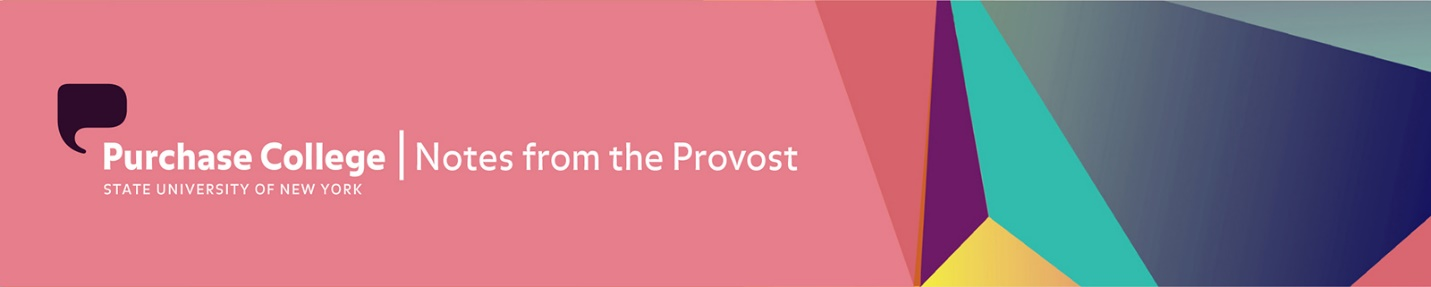 Purchase College | Notes from the Provost
STATE UNIVERSITY OF NEW YORK